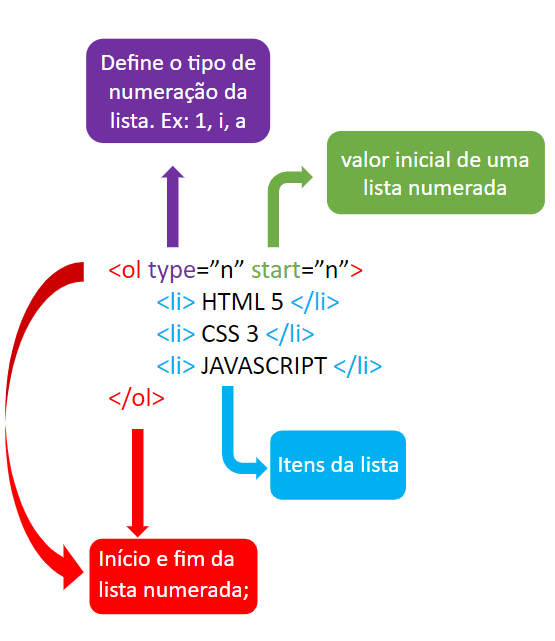 Define o tipo de
numeração da
lista. Ex: 1, i, a
valor inicial de uma
lista numerada
<ol type=”n” start=”n”>
<li> HTML 5 </li>
<li> CSS 3 </li>
<li> JAVASCRIPT </li>
</ol>
Itens da lista
Início e fim da
lista numerada;